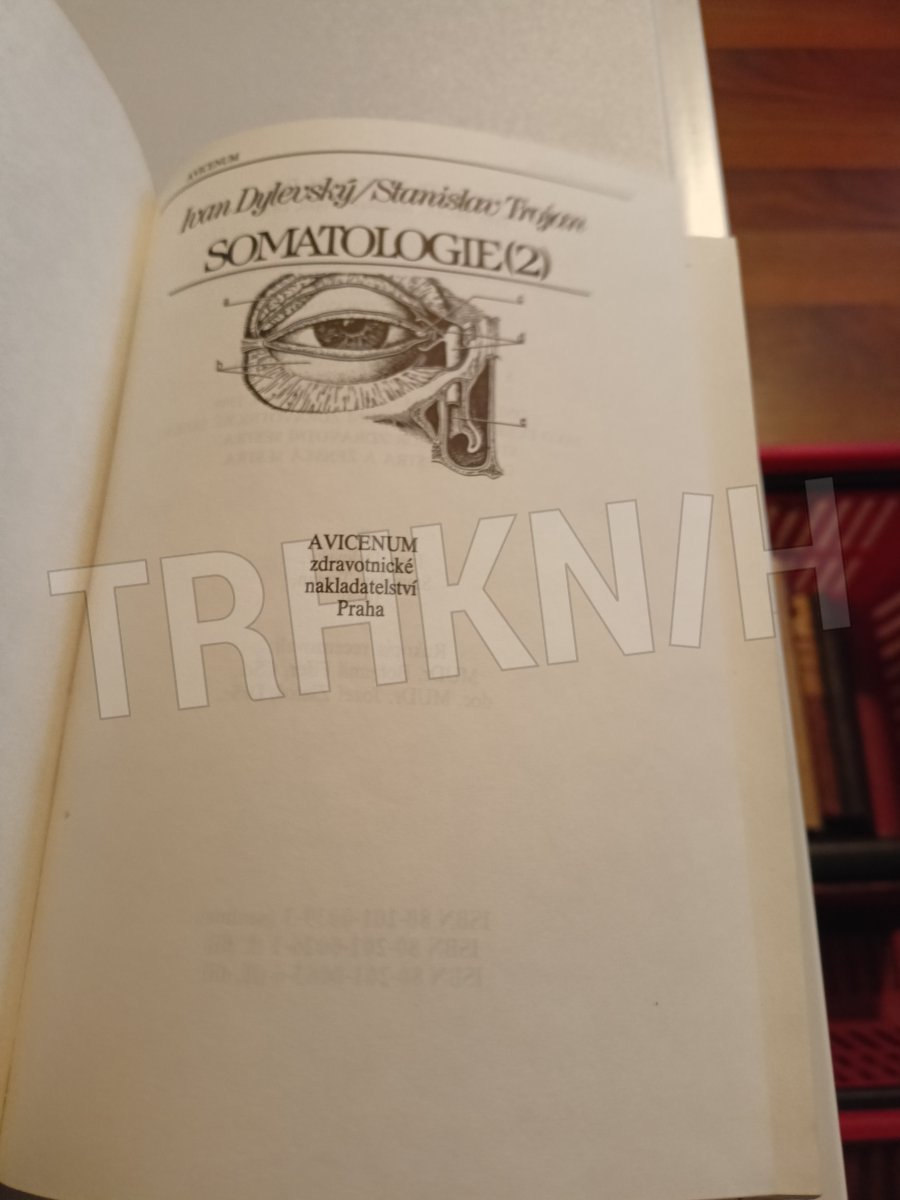 AVICENUM
Ivan Dylevský/Stanislav Trojan
SOMATOLOGIE(2)
AVICENUM
zdravotnické
nakladatelství
Praha
TRHKNIH